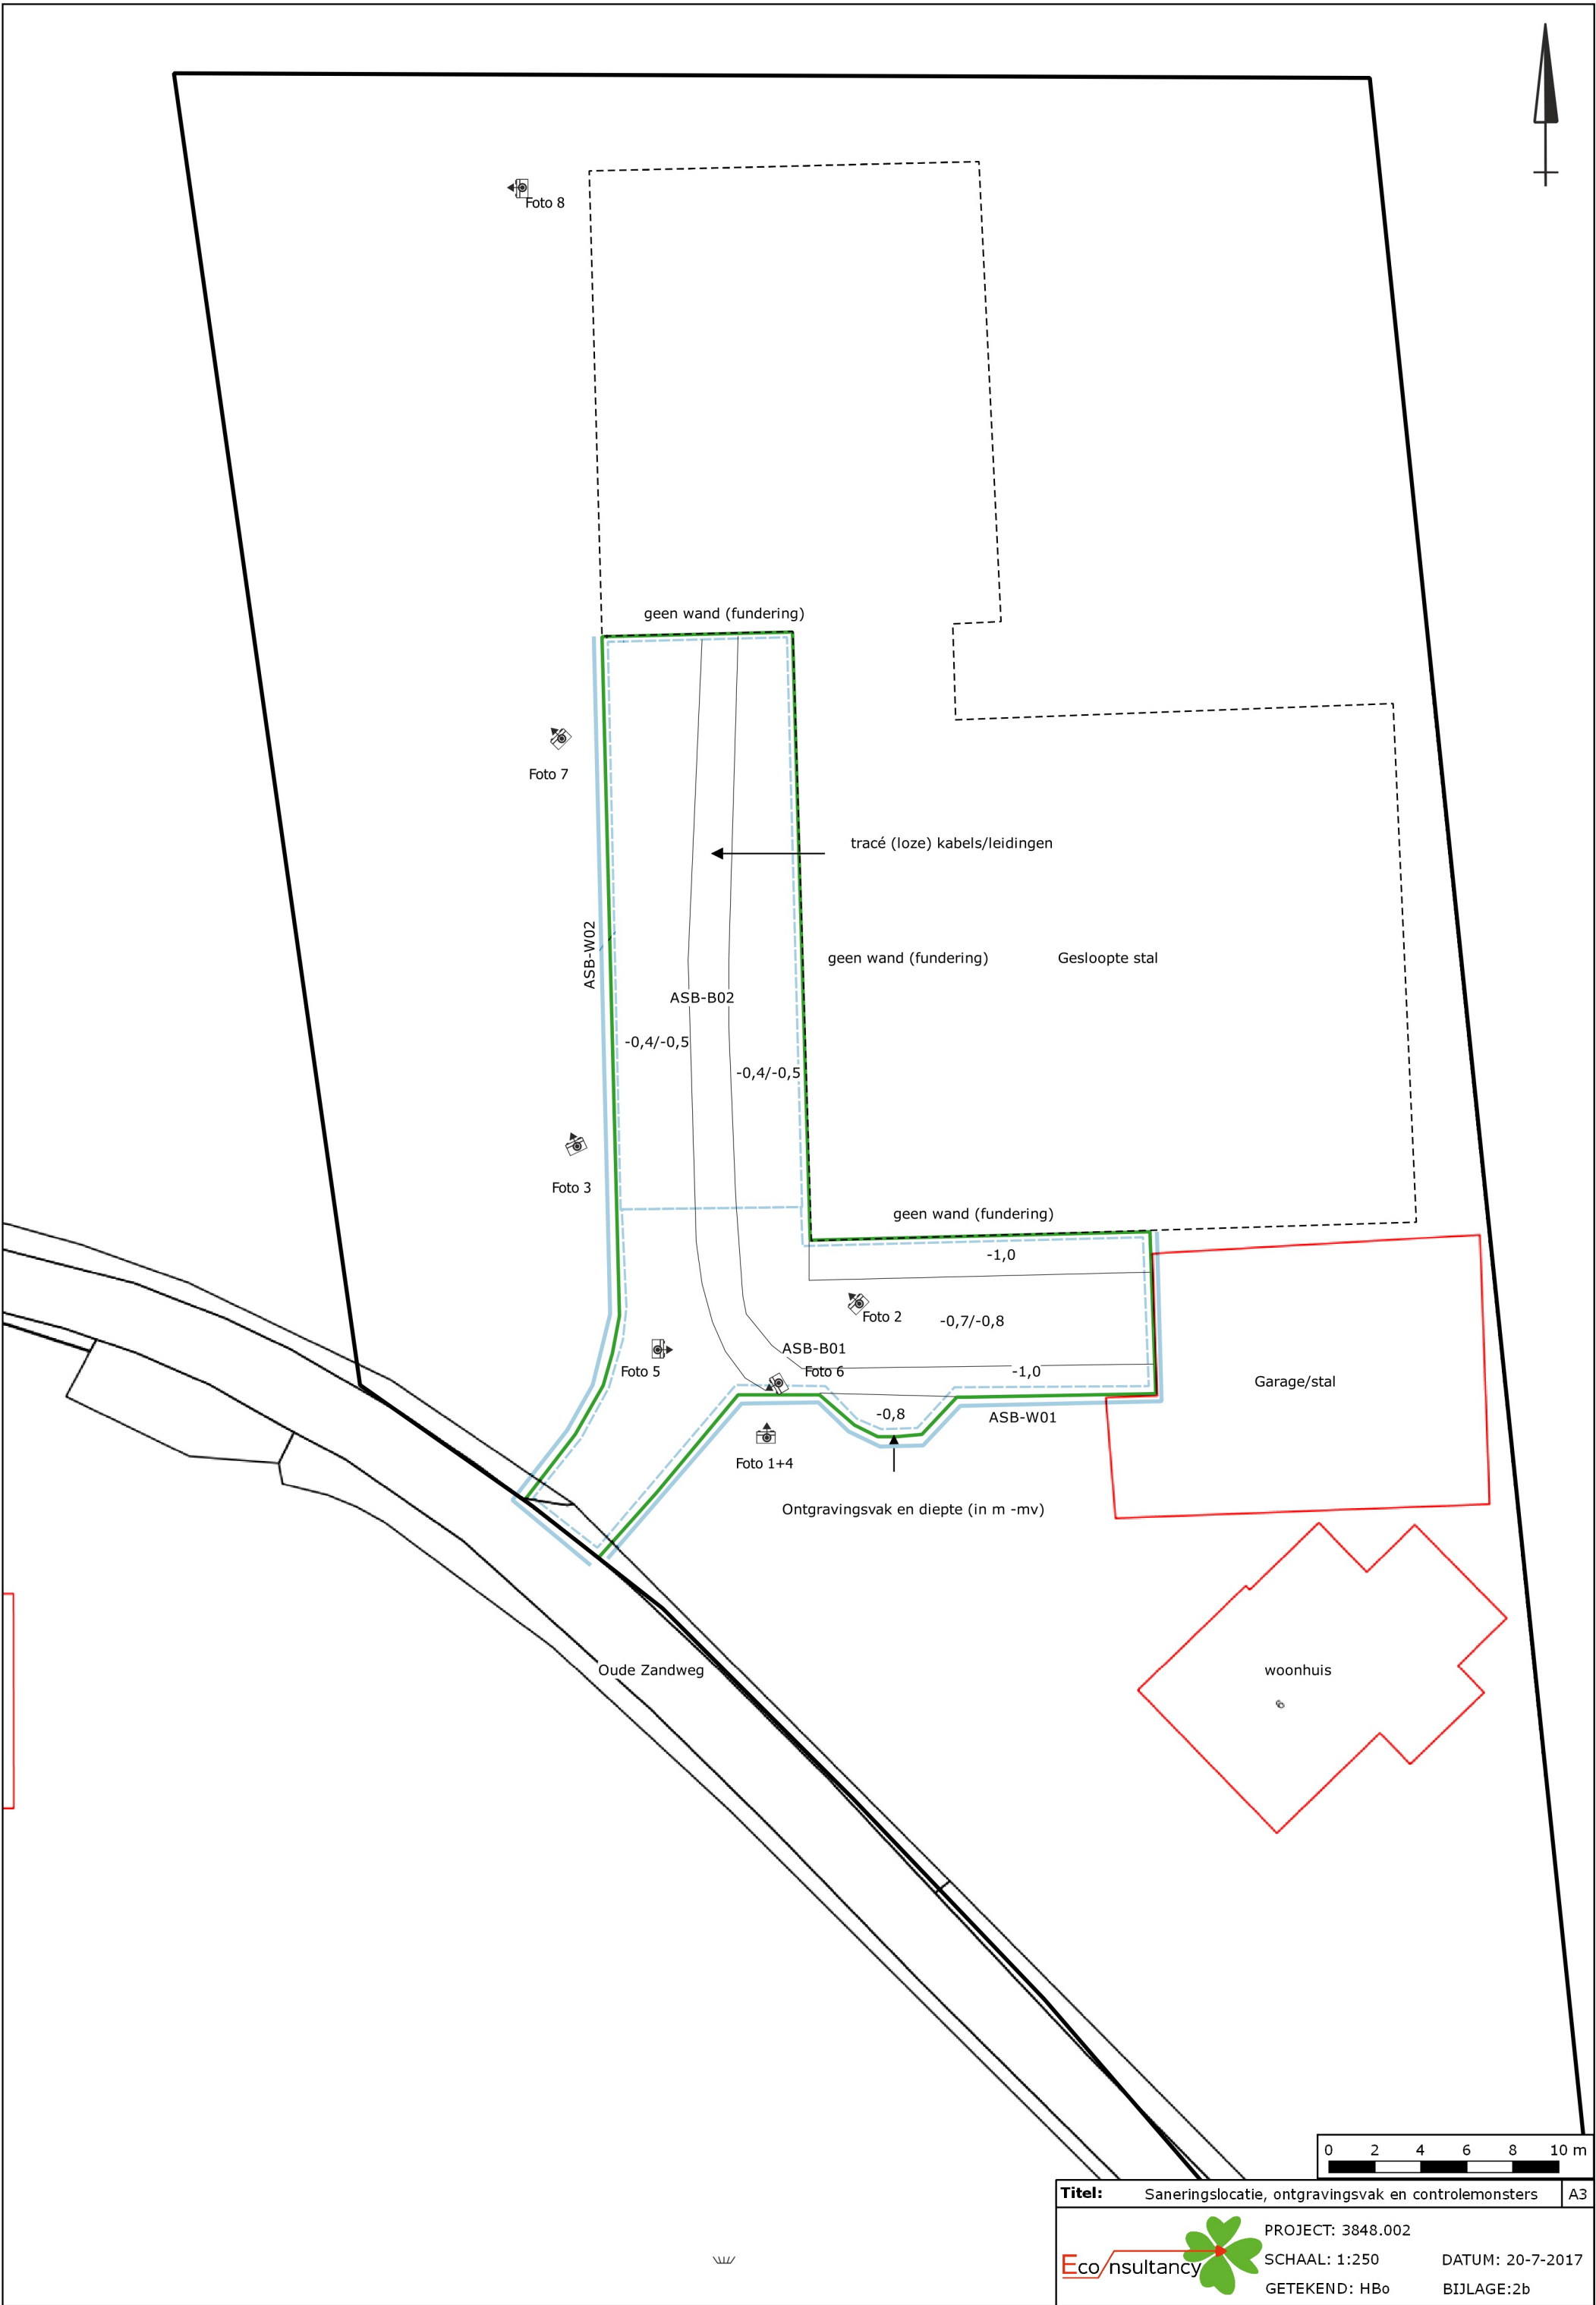 Foto 8
geen wand (fundering)
Foto 7
tracé (loze) kabels/leidingen
ASB-W02
geen wand (fundering)
Gesloopte stal
ASB-B02
-0,4/-0,5
-0,4/-0,5
Foto 3
geen wand (fundering)
-1,0
Foto 2
-0,7/-0,8
ASB-B01
Foto 5
Foto 6
-1,0
Garage/stal
-0,8
ASB-W01
Foto 1+4
Ontgravingsvak en diepte (in m -mv)
Oude Zandweg
woonhuis
6
0 2 4 6 8 10 m
Titel: Saneringslocatie, ontgravingsvak en controlemonsters A3
Econsultancy
PROJECT: 3848.002
SCHAAL: 1:250 DATUM: 20-7-2017
GETEKEND: HBo BIJLAGE:2b